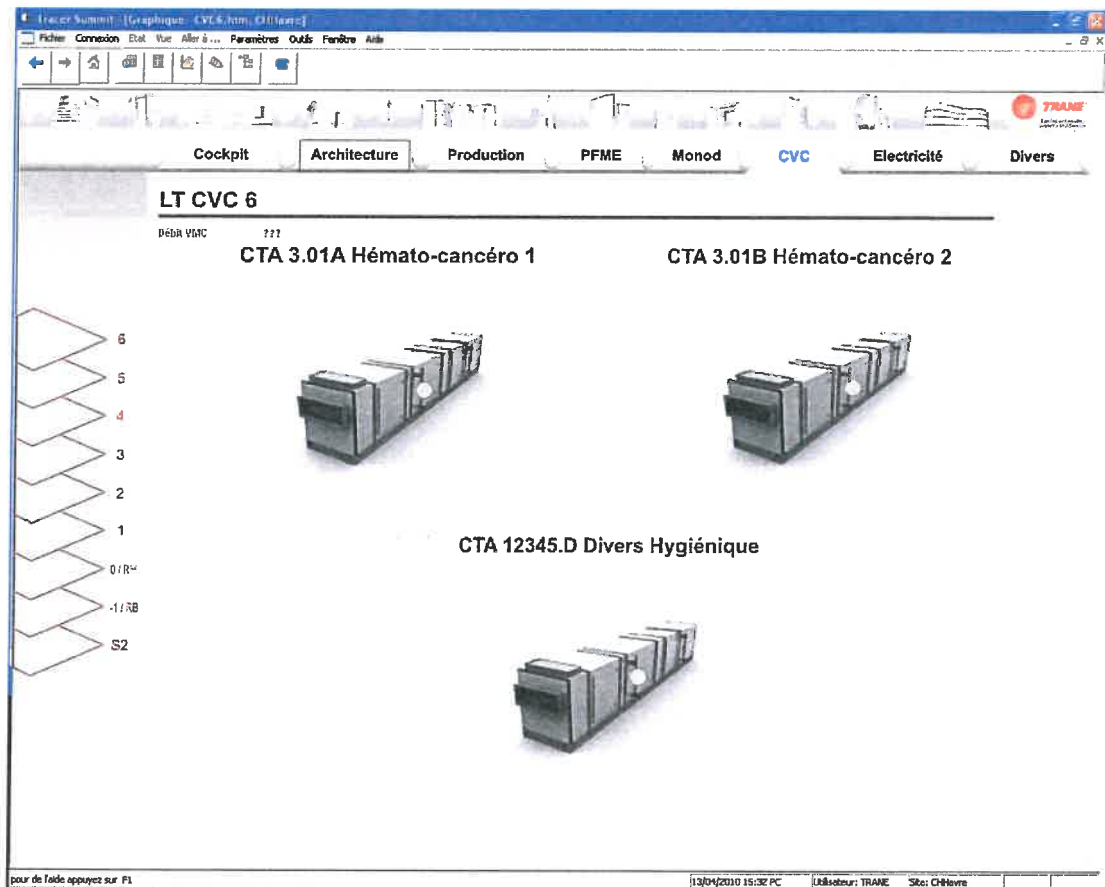 Tracer Summit - [Graphique - CVC6.htm, CHHavre]
Fichier Connexion Etat Vue Aller à ... Paramètres Outils Fenêtre Aide
TRANE
Cockpit Architecture Production PFME Monod CVC Electricité Divers
LT CVC 6
Débit VMC ???
CTA 3.01A Hémato-cancéro 1 CTA 3.01B Hémato-cancéro 2
6
5
4
3
2
1
-1 / RB
S2
CTA 12345.D Divers Hygiénique
pour de l'aide appuyez sur F1 13/04/2010 15:32 PC Utilisateur: TRANE Site: CHHavre